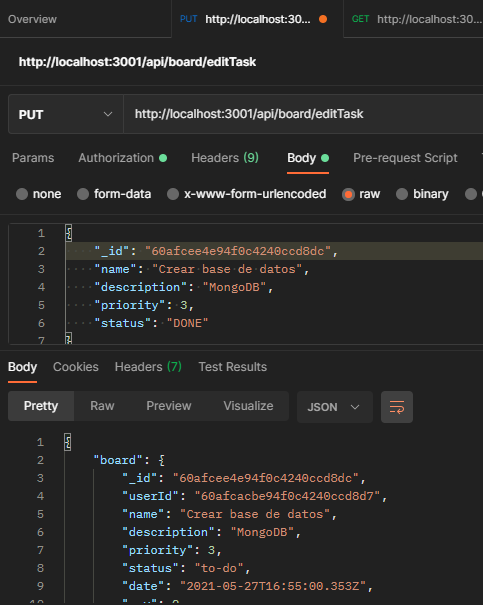 Overview
PUT http://localhost:30...
GET http://localhost:30...
http://localhost:3001/api/board/editTask
PUT http://localhost:3001/api/board/editTask
Params Authorization Headers (9) Body Pre-request Script
none form-data x-www-form-urlencoded raw binary
1 {
2 "_id": "60afcee4e94f0c4240ccd8dc",
3 "name": "Crear base de datos",
4 "description": "MongoDB",
5 "priority": 3,
6 "status": "DONE"
7 }
Body Cookies Headers (7) Test Results
Pretty Raw Preview Visualize JSON
1 {
2 "board": {
3 "_id": "60afcee4e94f0c4240ccd8dc",
4 "userId": "60afcacbe94f0c4240ccd8d7",
5 "name": "Crear base de datos",
6 "description": "MongoDB",
7 "priority": 3,
8 "status": "to-do",
9 "date": "2021-05-27T16:55:00.353Z",